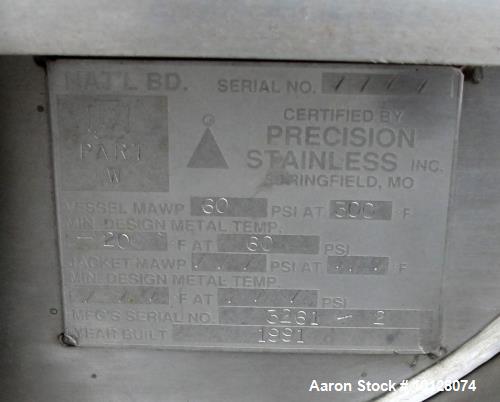 NAT'L BD. SERIAL NO.
U
PART
W
CERTIFIED BY
PRECISION
STAINLESS INC.
SPRINGFIELD, MO
VESSEL MAWP 60 PSI AT 300 F
MIN. DESIGN METAL TEMP.
-20 F AT 60 PSI
JACKET MAWP /// PSI AT /// F
MIN. DESIGN METAL TEMP.
/// F AT /// PSI
MFG'S SERIAL NO. 3261-2
YEAR BUILT 1991
Aaron Stock #